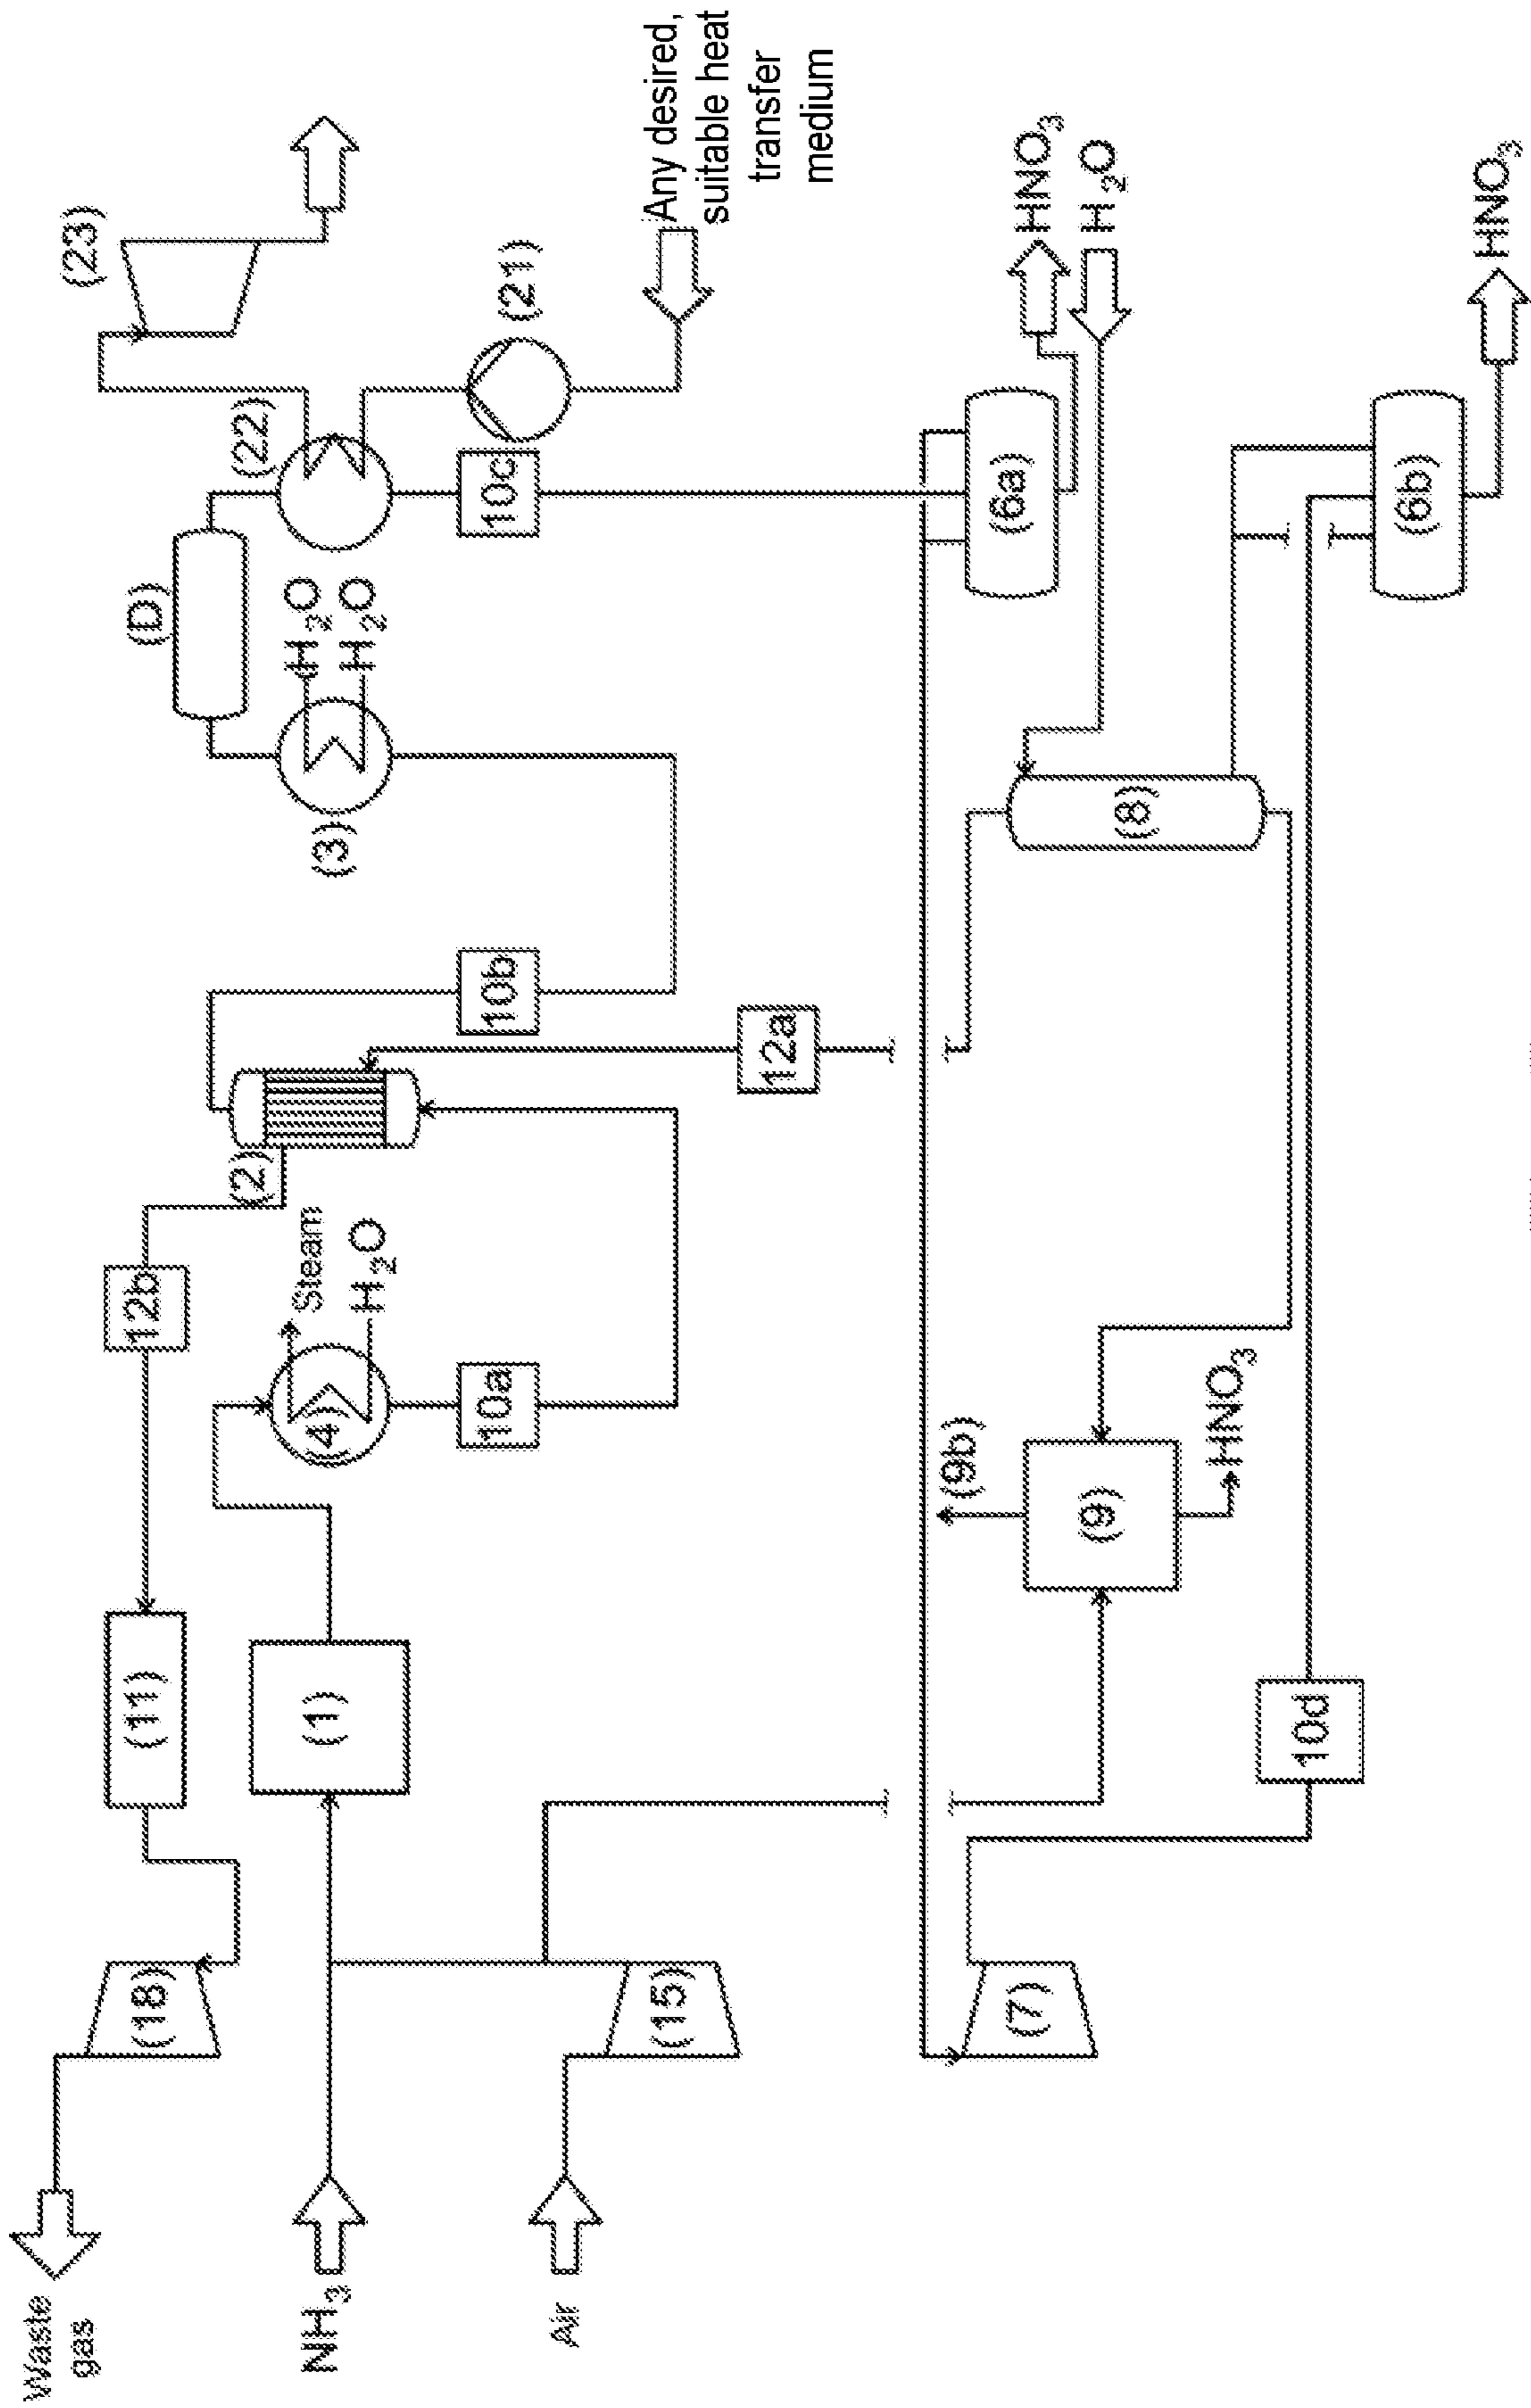 Waste
gas
(18)
(11)
12b
(2)
(D)
(23)
NH3
(1)
(4)
Steam
H2O
(3)
H2O
H2O
(22)
10a
10b
10c
(21)
Air
(15)
12a
Any desired,
suitable heat
transfer
medium
(7)
(9b)
(9)
HNO3
(8)
(6a)
HNO3
H2O
10d
(6b)
HNO3